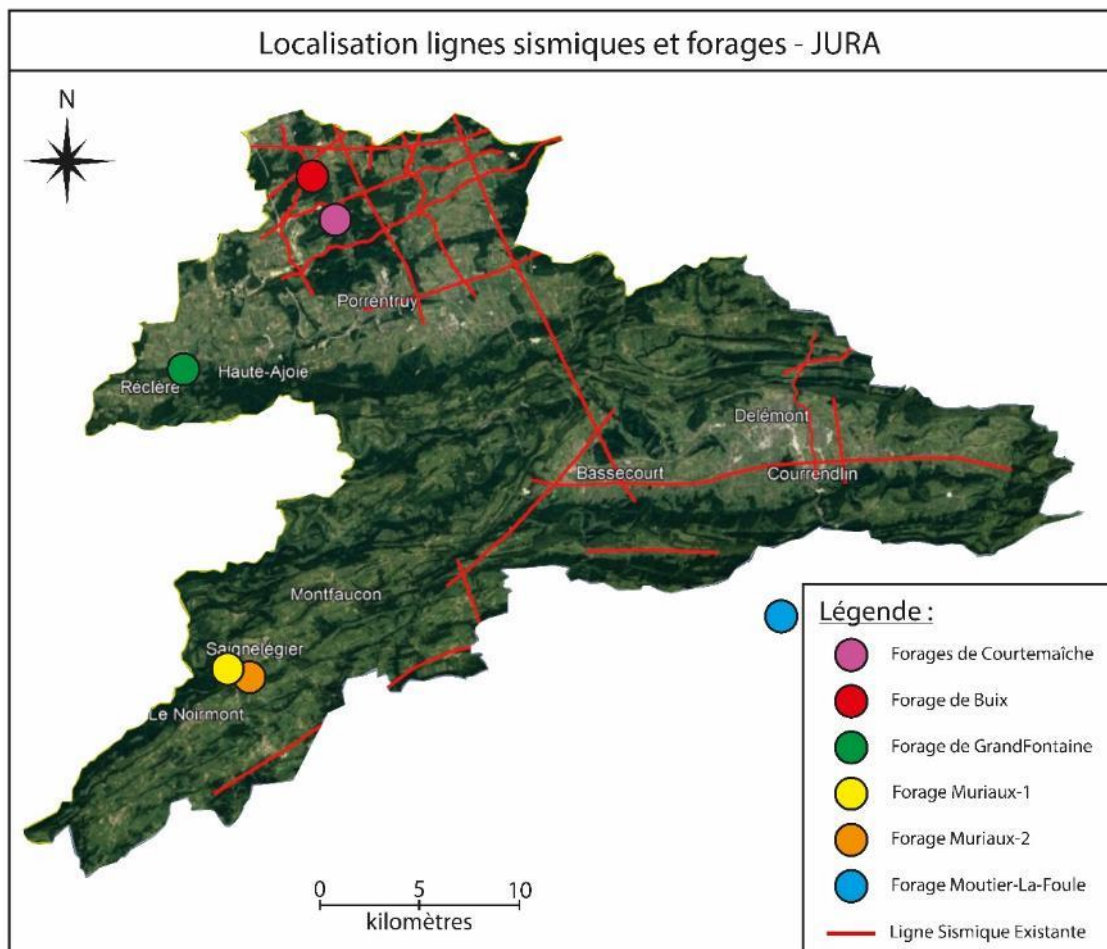 Localisation lignes sismiques et forages - JURA
N
Porrentruy
Réclère
Haute-Ajoie
Delémont
Bassecourt
Courrendlin
Montfaucon
Saignelégier
Le Noirmont
0 5 10
kilomètres
Légende :
Forages de Courtemaîche
Forage de Buix
Forage de GrandFontaine
Forage Muriaux-1
Forage Muriaux-2
Forage Moutier-La-Foule
Ligne Sismique Existante